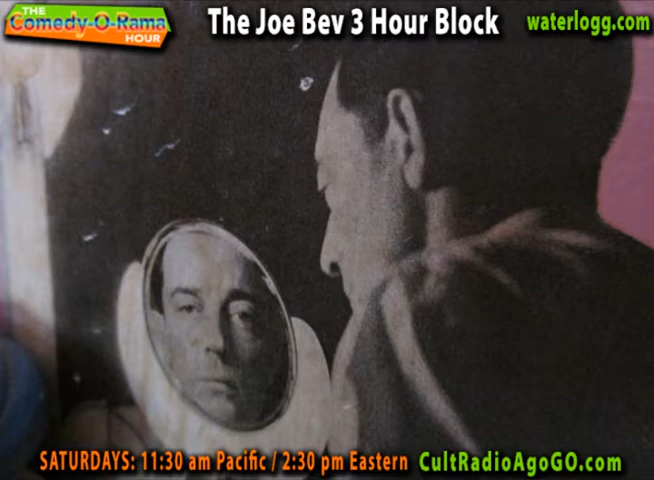 THE
Comedy-O-Rama
HOUR
The Joe Bev 3 Hour Block
waterlogg.com
SATURDAYS: 11:30 am Pacific / 2:30 pm Eastern
CultRadioAgoGO.com